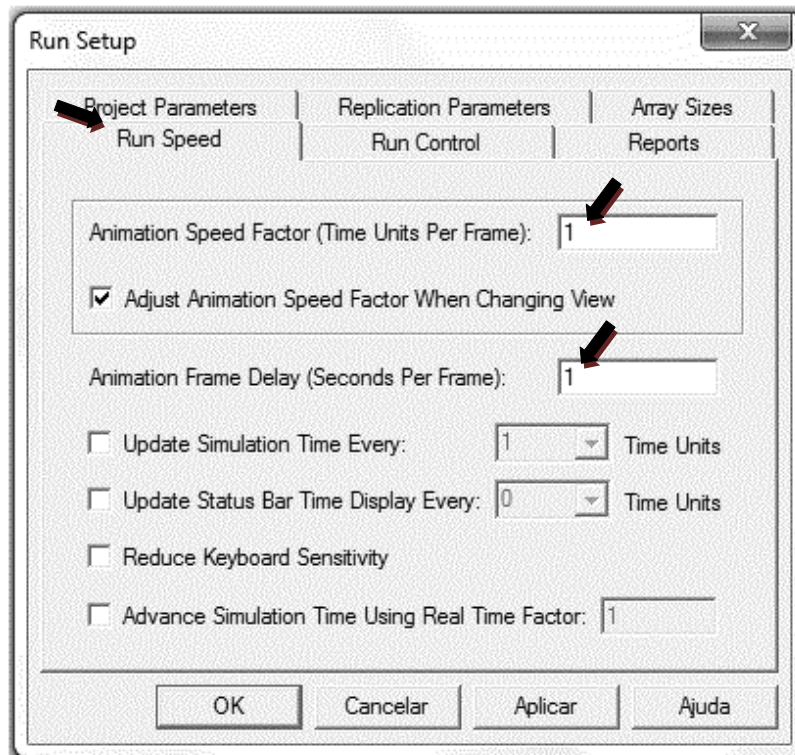 Run Setup
Project Parameters Replication Parameters Array Sizes
Run Speed Run Control Reports
Animation Speed Factor (Time Units Per Frame): 1
Adjust Animation Speed Factor When Changing View
Animation Frame Delay (Seconds Per Frame): 1
Update Simulation Time Every: 1 Time Units
Update Status Bar Time Display Every: 0 Time Units
Reduce Keyboard Sensitivity
Advance Simulation Time Using Real Time Factor: 1
OK Cancelar Aplicar Ajuda